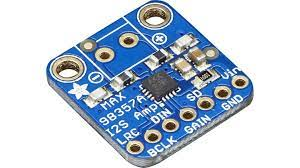 MAX
98357A
I2S Amp
LRC
BCLK
DIN
GAIN
SD
GND
Vin